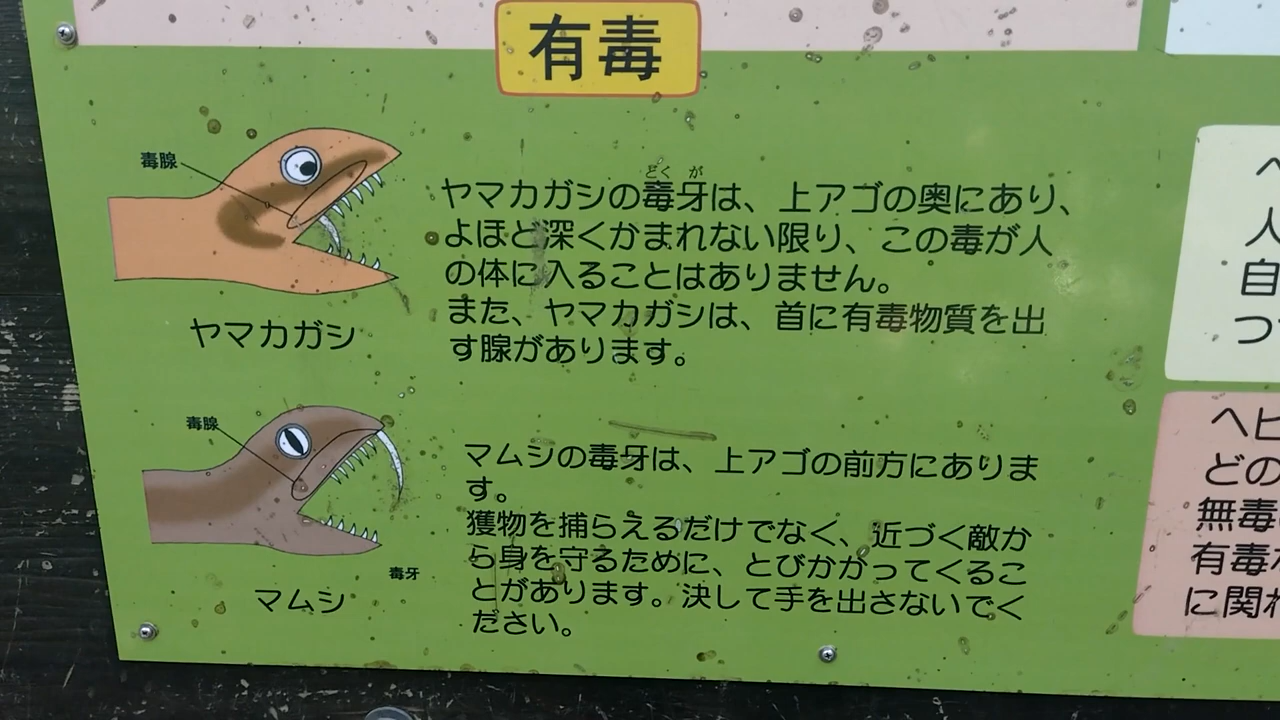 有毒
毒腺
ヤマカガシ
どく が
ヤマカガシの毒牙は、上アゴの奥にあり、
よほど深くかまれない限り、この毒が人
の体に入ることはありません。
また、ヤマカガシは、首に有毒物質を出
す腺があります。
毒腺
毒牙
マムシ
マムシの毒牙は、上アゴの前方にありま
す。
獲物を捕らえるだけでなく、近づく敵か
ら身を守るために、とびかかってくるこ
とがあります。決して手を出さないでく
ださい。
人
自
つ
ヘビ
どの
無毒
有毒
に関